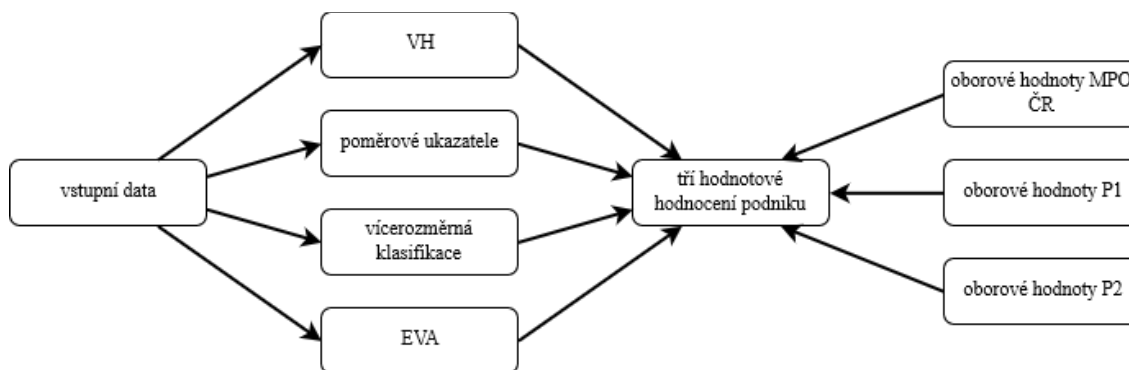 VH
poměrové ukazatele
vstupní data
vícerozměrná
klasifikace
EVA
tří hodnotové
hodnocení podniku
oborové hodnoty MPO
ČR
oborové hodnoty P1
oborové hodnoty P2